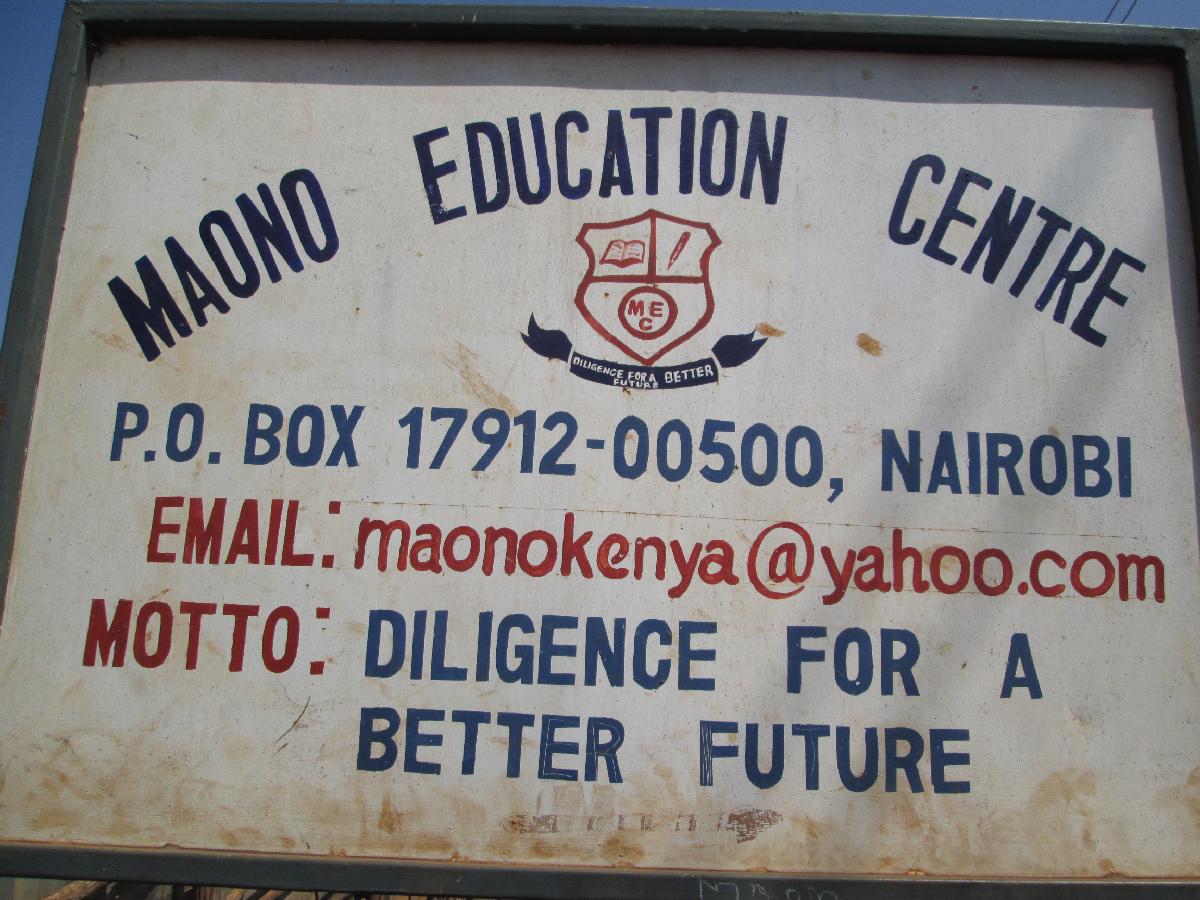 MAONO EDUCATION CENTRE
M E
C
DILIGENCE FOR A BETTER
FUTURE
P.O. BOX 17912-00500, NAIROBI
EMAIL: maonokenya@yahoo.com
MOTTO: DILIGENCE FOR A
BETTER FUTURE